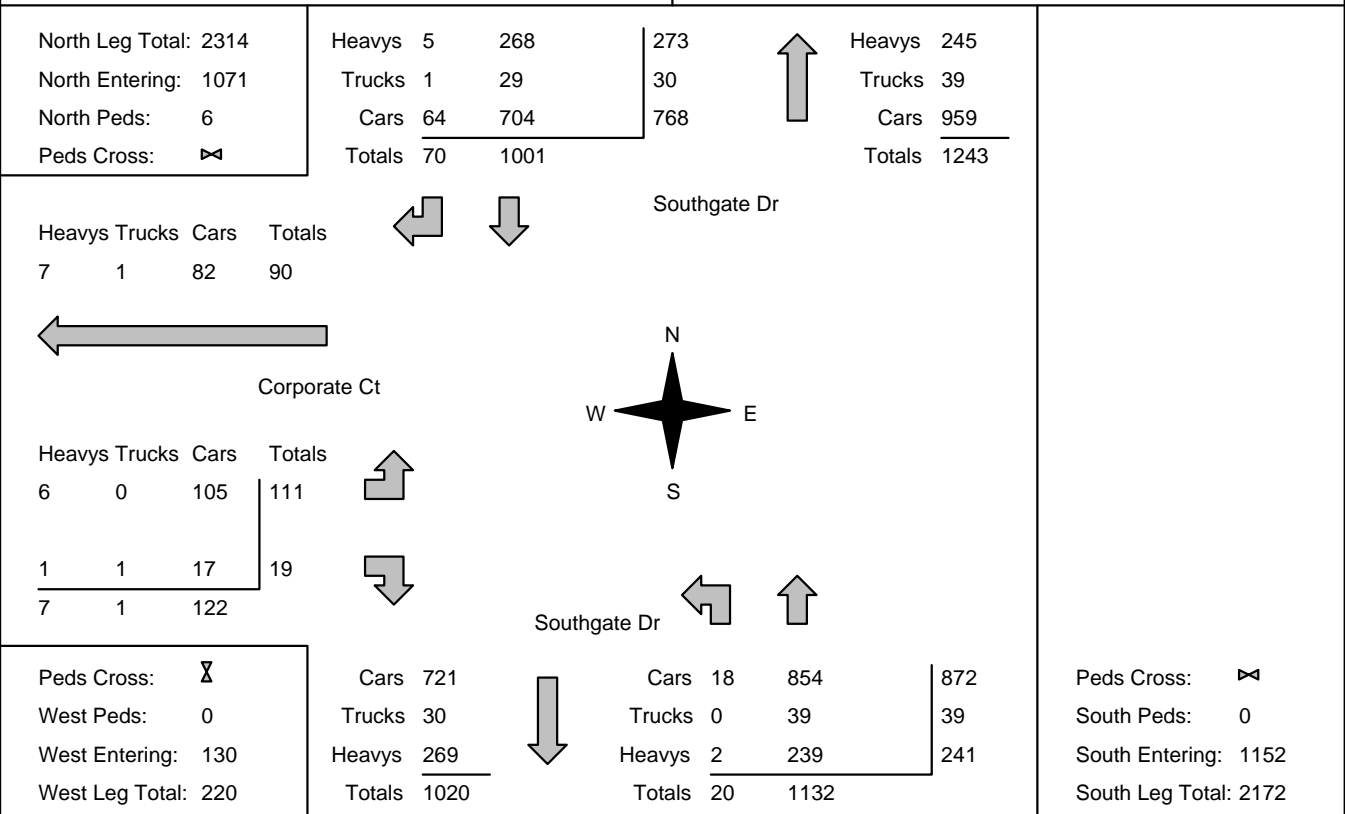 North Leg Total: 2314
North Entering: 1071
North Peds: 6
Peds Cross:
Heavys 5 268 273
Trucks 1 29 30
Cars 64 704 768
Totals 70 1001
Heavys 245
Trucks 39
Cars 959
Totals 1243
Southgate Dr
Heavys Trucks Cars Totals
7 1 82 90
Corporate Ct
N
W E
S
Heavys Trucks Cars Totals
6 0 105 111
1 1 17 19
7 1 122
Southgate Dr
Peds Cross:
West Peds: 0
West Entering: 130
West Leg Total: 220
Cars 721
Trucks 30
Heavys 269
Totals 1020
Cars 18 854 872
Trucks 0 39 39
Heavys 2 239 241
Totals 20 1132
Peds Cross:
South Peds: 0
South Entering: 1152
South Leg Total: 2172